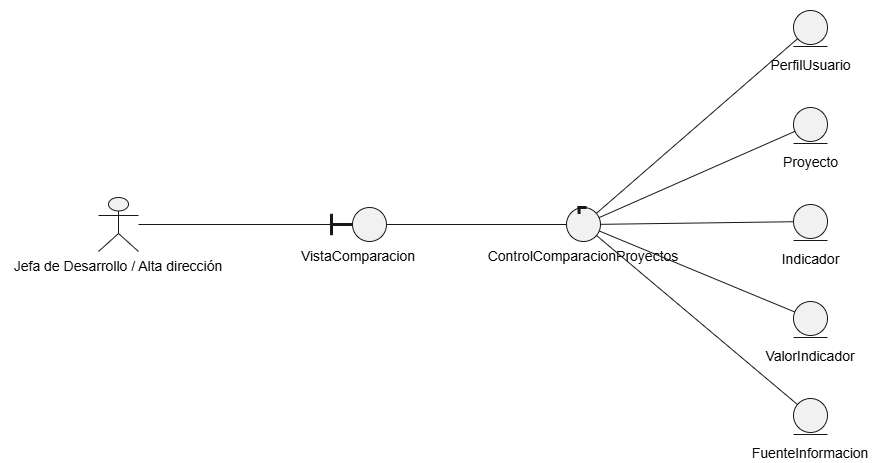 PerfilUsuario
Proyecto
Jefa de Desarrollo / Alta dirección
VistaComparacion
ControlComparacionProyectos
Indicador
ValorIndicador
FuenteInformacion